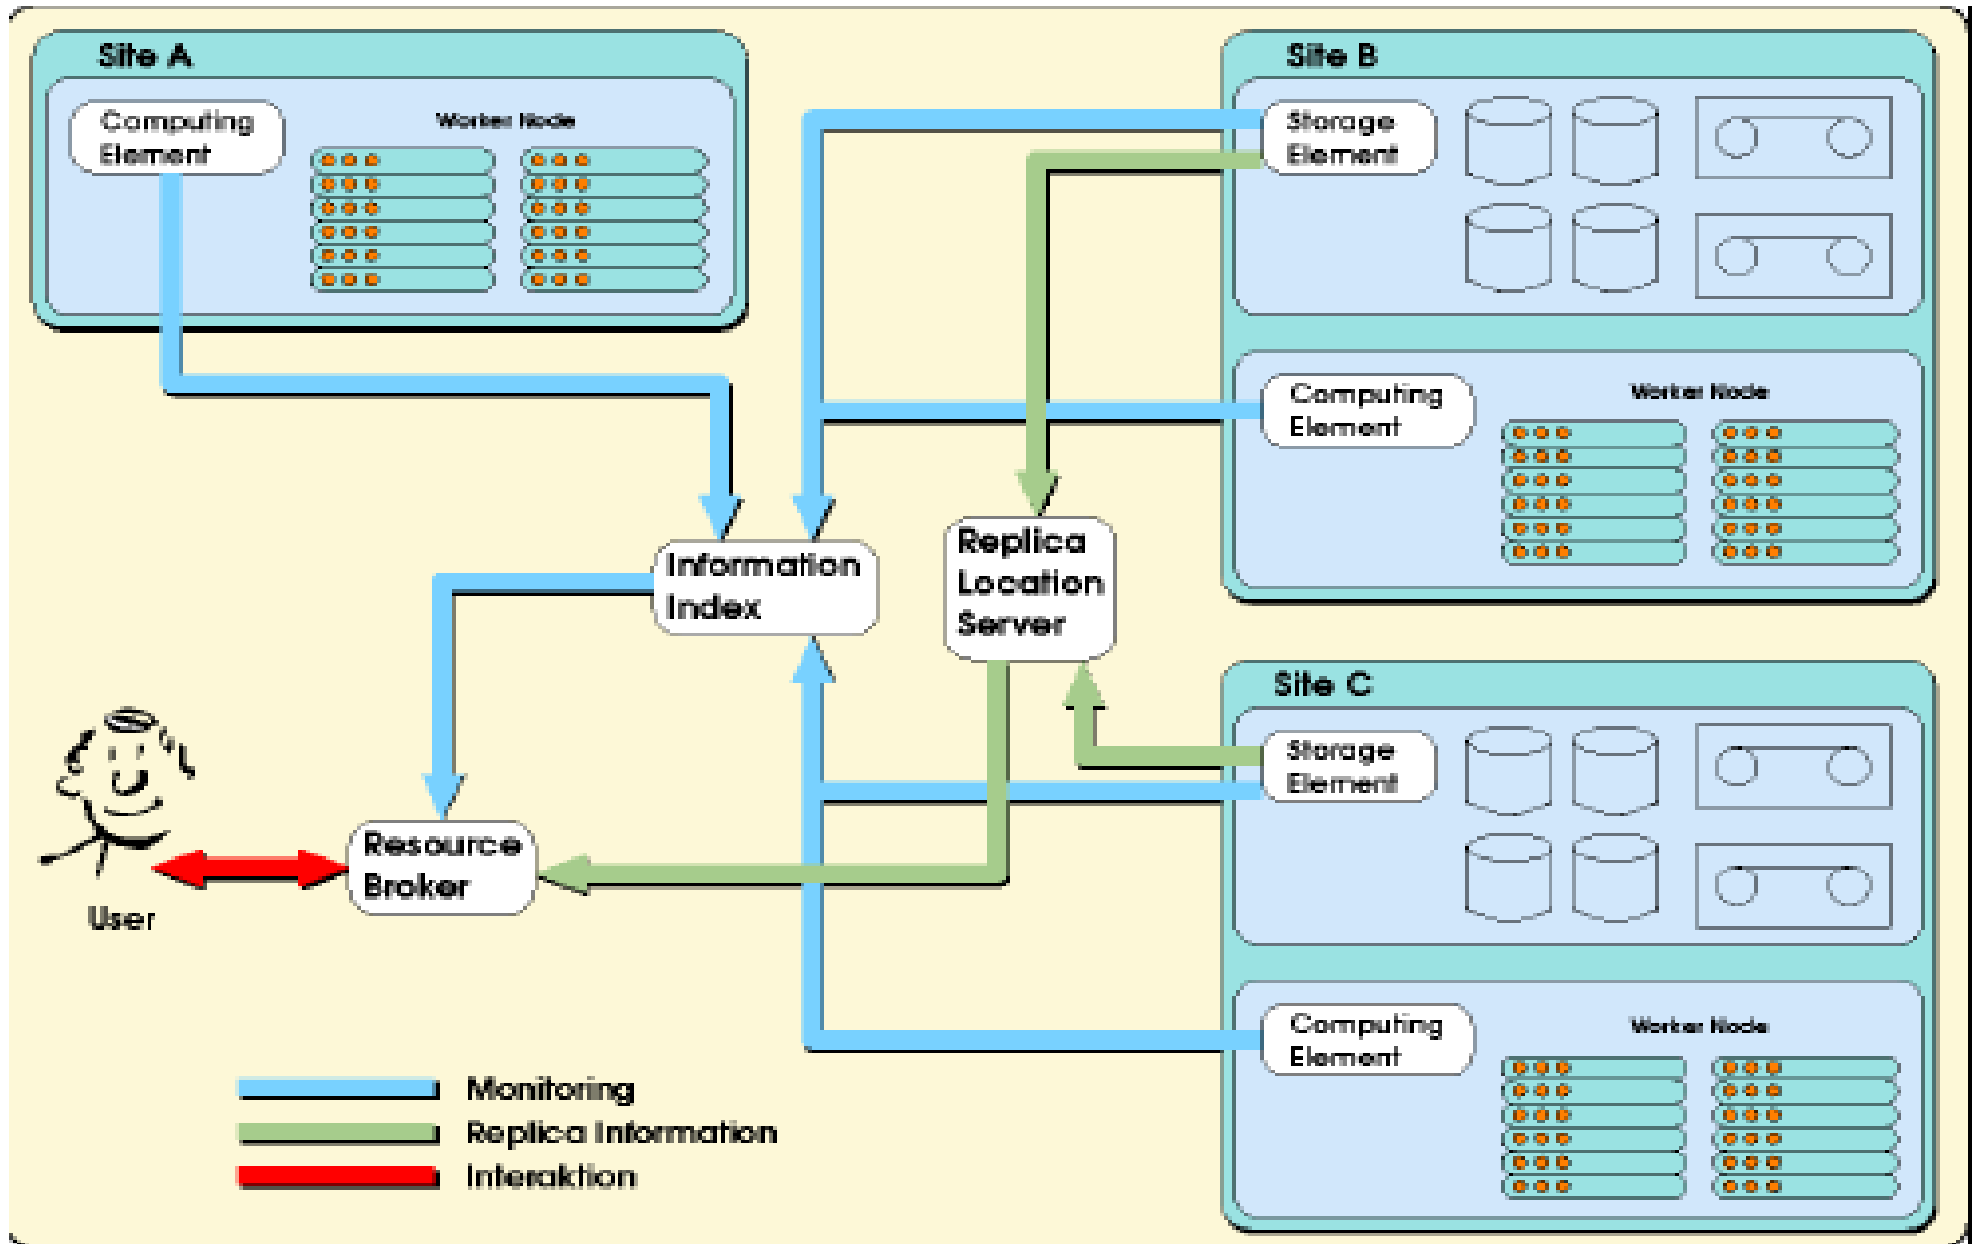 Site A
Computing
Element
Worker Node
Site B
Storage
Element
Computing
Element
Worker Node
Information
Index
Replica
Location
Server
Site C
Storage
Element
Computing
Element
Worker Node
Resource
Broker
User
Monitoring
Replica Information
Interaktion